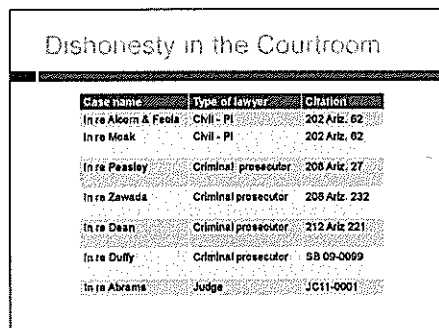 Dishonesty in the Courtroom
Case name Type of lawyer Citation
In re Alcorn & Feola Civil - PI 202 Ariz. 62
In re Moak Civil - PI 202 Ariz. 62
In re Peasley Criminal prosecutor 208 Ariz. 27
In re Zawada Criminal prosecutor 208 Ariz. 232
In re Dean Criminal prosecutor 212 Ariz 221
In re Duffy Criminal prosecutor SB 09-0099
In re Abrams Judge JC11-0001